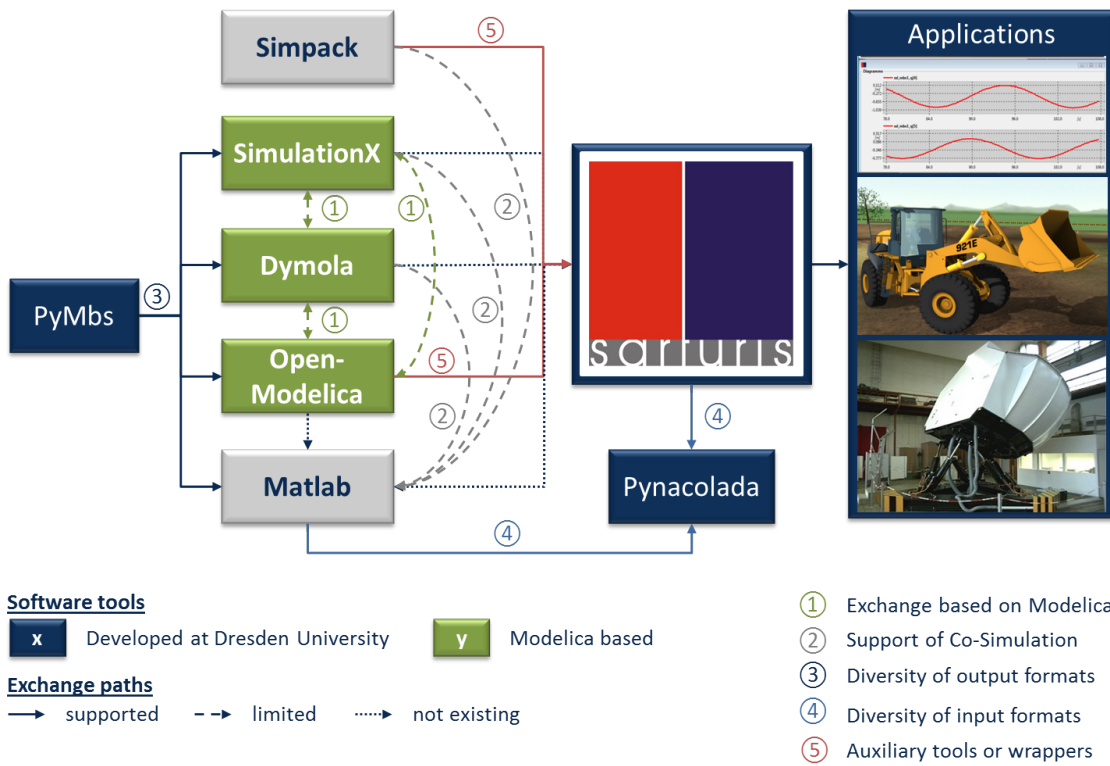 Simpack
5
Applications
SimulationX
1
1
2
Dymola
3
2
PyMbs
1
Open-
Modelica
5
2
sarturis
921E
4
Matlab
Pynacolada
4
Software tools
x Developed at Dresden University
y Modelica based
Exchange paths
supported
limited
not existing
1 Exchange based on Modelica
2 Support of Co-Simulation
3 Diversity of output formats
4 Diversity of input formats
5 Auxiliary tools or wrappers